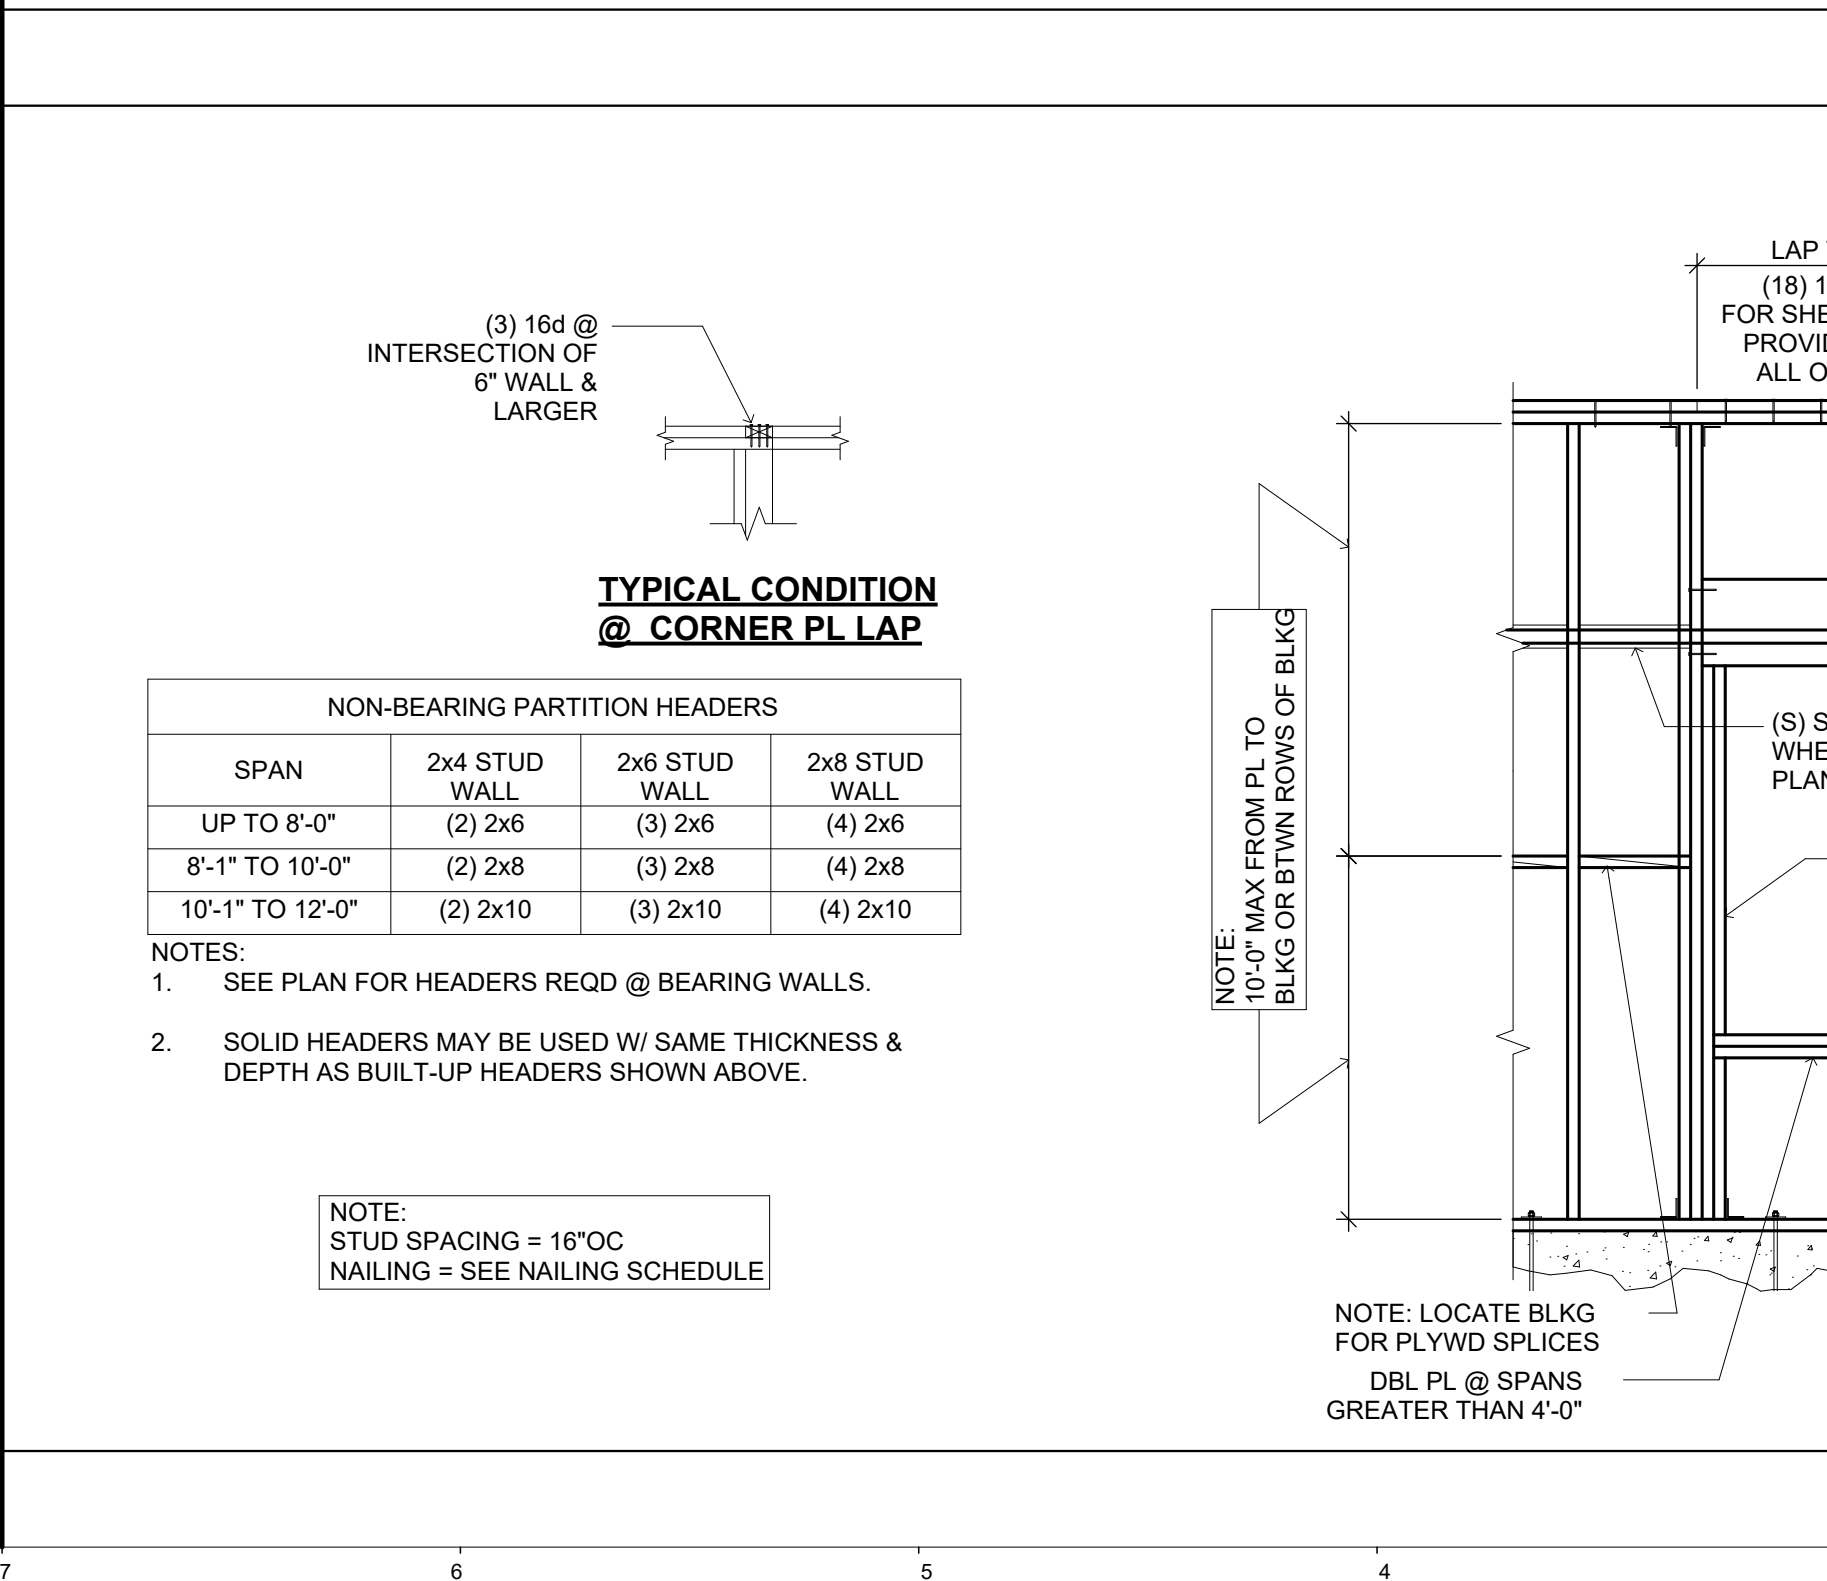 (3) 16d @
INTERSECTION OF
6" WALL &
LARGER
TYPICAL CONDITION
@ CORNER PL LAP
NON-BEARING PARTITION HEADERS
SPAN
2x4 STUD
WALL
2x6 STUD
WALL
2x8 STUD
WALL
UP TO 8'-0" (2) 2x6 (3) 2x6 (4) 2x6
8'-1" TO 10'-0" (2) 2x8 (3) 2x8 (4) 2x8
10'-1" TO 12'-0" (2) 2x10 (3) 2x10 (4) 2x10
NOTES:
1. SEE PLAN FOR HEADERS REQD @ BEARING WALLS.
2. SOLID HEADERS MAY BE USED W/ SAME THICKNESS &
DEPTH AS BUILT-UP HEADERS SHOWN ABOVE.
NOTE:
STUD SPACING = 16"OC
NAILING = SEE NAILING SCHEDULE
NOTE:
10'-0" MAX FROM PL TO
BLKG OR BTWN ROWS OF BLKG
LAP
(18) 1
FOR SHE
PROVI
ALL O
(S) S
WHE
PLAN
NOTE: LOCATE BLKG
FOR PLYWD SPLICES
DBL PL @ SPANS
GREATER THAN 4'-0"
7 6 5 4